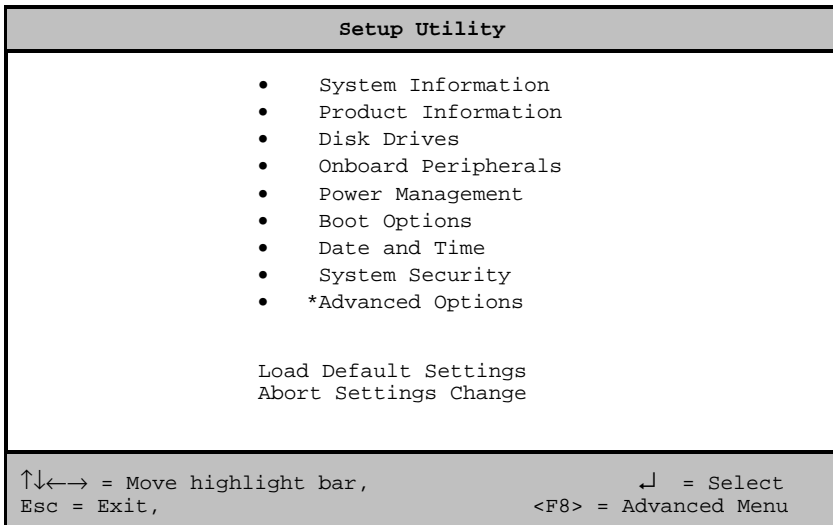 Setup Utility
• System Information
• Product Information
• Disk Drives
• Onboard Peripherals
• Power Management
• Boot Options
• Date and Time
• System Security
• *Advanced Options
Load Default Settings
Abort Settings Change
↑↓←→ = Move highlight bar, ↵ = Select
Esc = Exit, <F8> = Advanced Menu